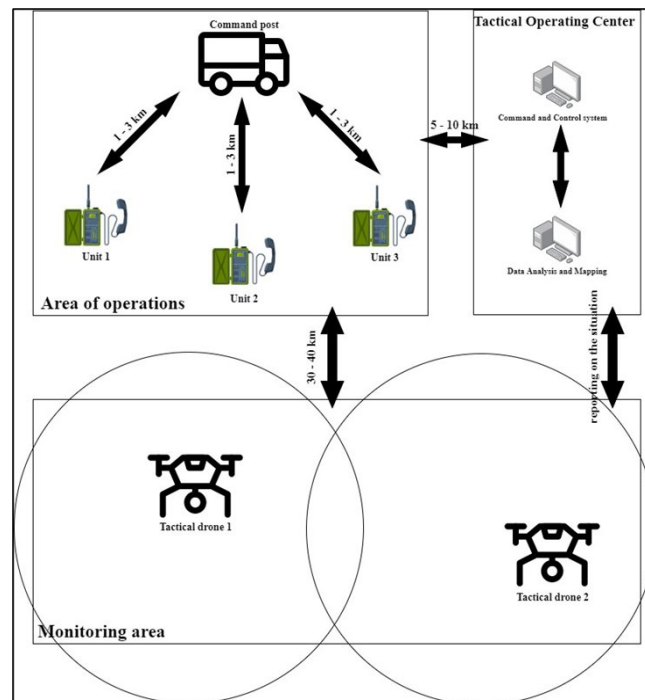 Command post
1 - 3 km
1 - 3 km
1 - 3 km
Unit 1
Unit 2
Unit 3
Area of operations
5 - 10 km
Tactical Operating Center
Command and Control system
Data Analysis and Mapping
30 - 40 km
reporting on the situation
Tactical drone 1
Tactical drone 2
Monitoring area